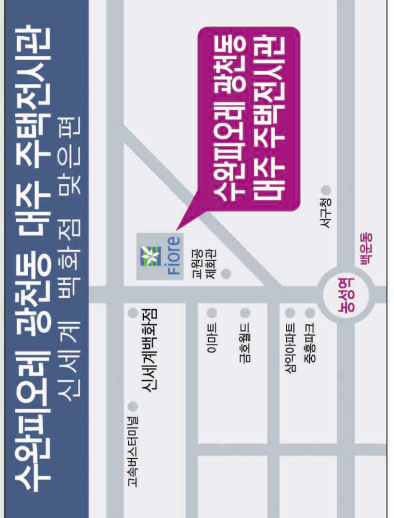 수완피오레 광천동 대주 주택전시관
신세계 백화점 맞은편
수완피오레 광천동
대주 주택전시관
Fiore
교원공
제회관
서구청
고속버스터미널
신세계백화점
이마트
금호월드
삼익아파트
중흥파크
농성역
백운동